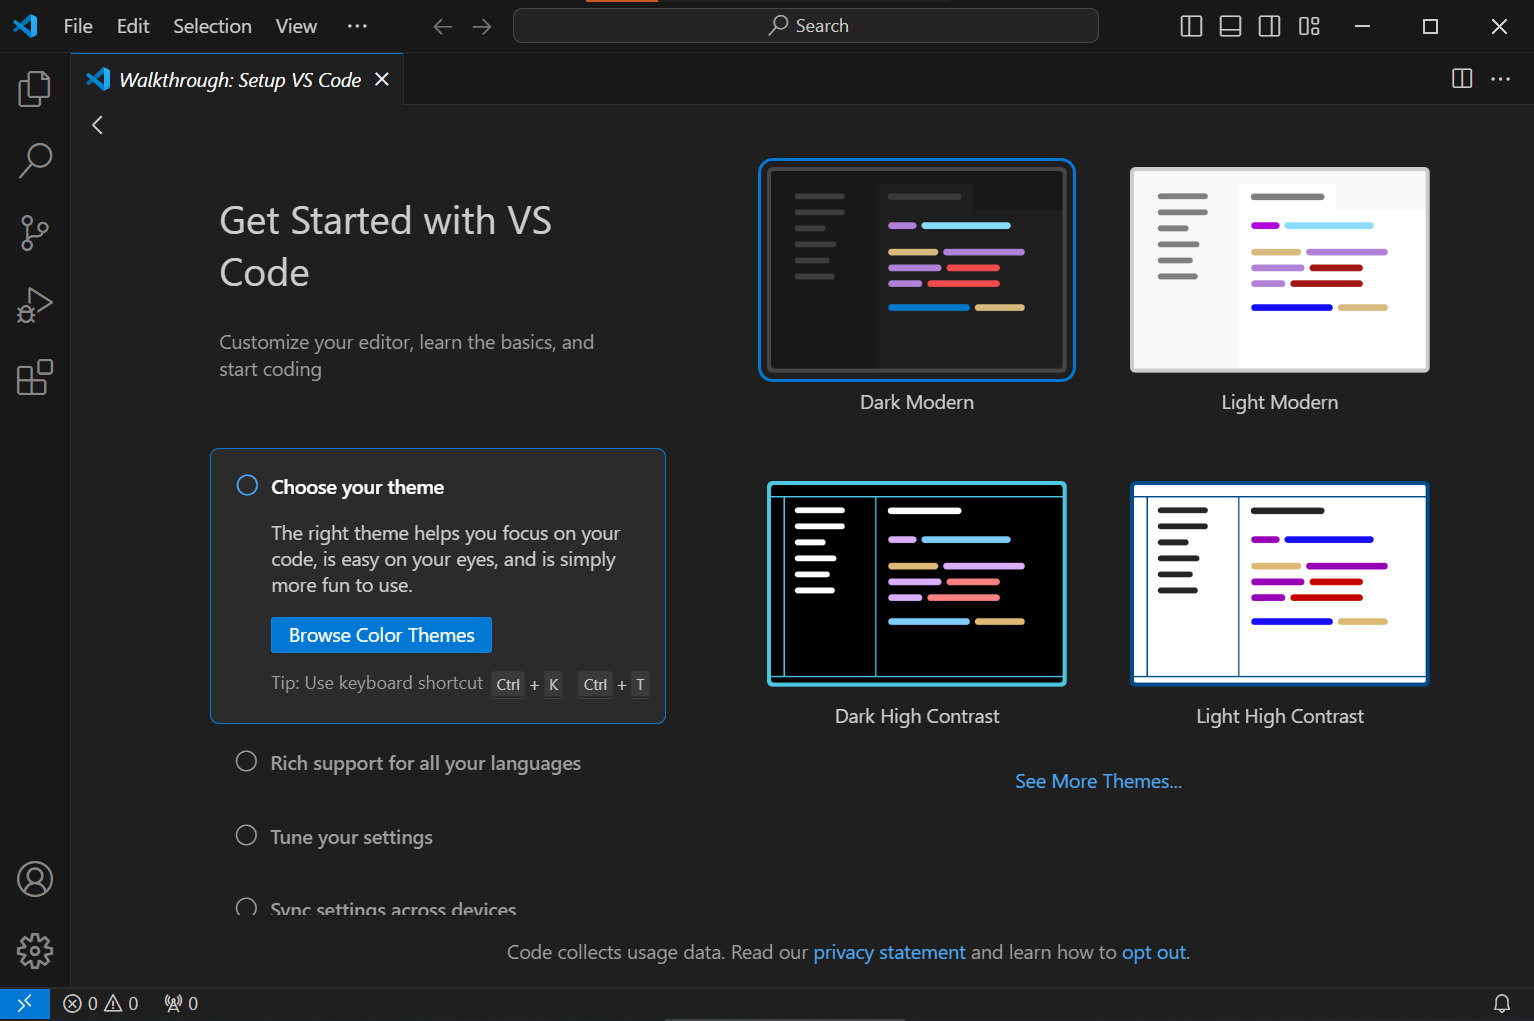 File Edit Selection View ··· Search
Walkthrough: Setup VS Code
Get Started with VS
Code
Customize your editor, learn the basics, and
start coding
Choose your theme
The right theme helps you focus on your
code, is easy on your eyes, and is simply
more fun to use.
Browse Color Themes
Tip: Use keyboard shortcut Ctrl + K Ctrl + T
Rich support for all your languages
Tune your settings
Sync settings across devices
Dark Modern
Light Modern
Dark High Contrast
Light High Contrast
See More Themes...
Code collects usage data. Read our privacy statement and learn how to opt out.
0 0 0